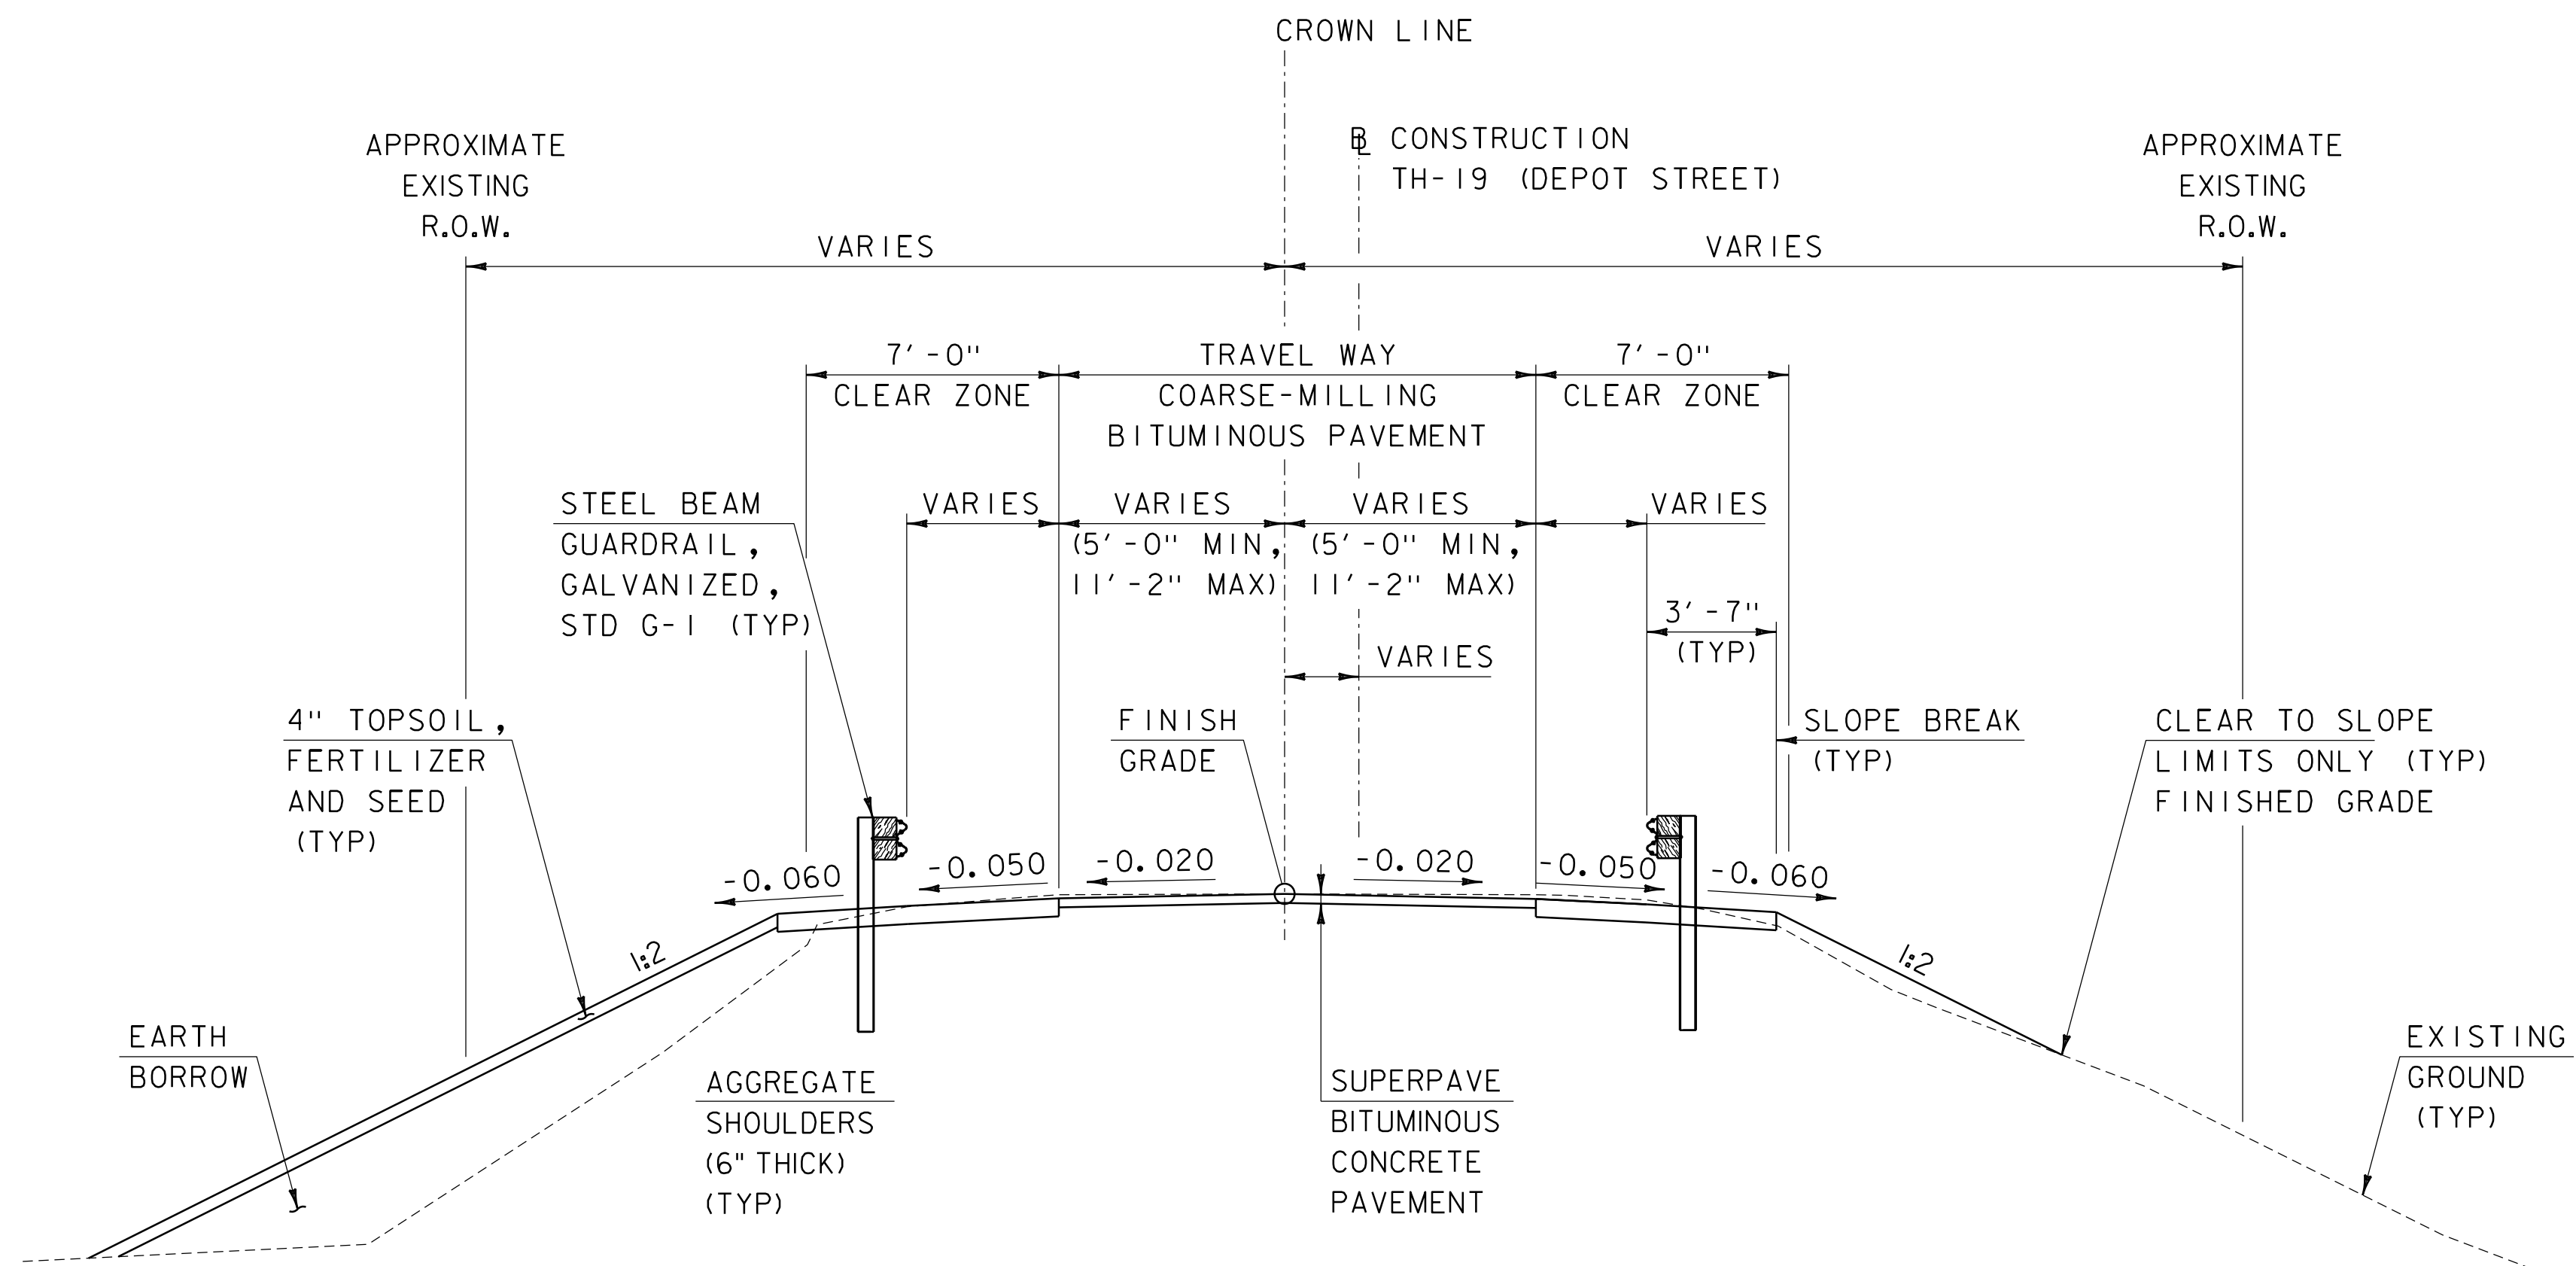 CROWN LINE
APPROXIMATE
EXISTING
R.O.W.
BL CONSTRUCTION
TH-19 (DEPOT STREET)
APPROXIMATE
EXISTING
R.O.W.
VARIES
VARIES
7'-0"
CLEAR ZONE
TRAVEL WAY
COARSE-MILLING
BITUMINOUS PAVEMENT
7'-0"
CLEAR ZONE
STEEL BEAM
GUARDRAIL,
GALVANIZED,
STD G-1 (TYP)
VARIES
VARIES
(5'-0" MIN,
11'-2" MAX)
VARIES
(5'-0" MIN,
11'-2" MAX)
VARIES
3'-7"
(TYP)
VARIES
4" TOPSOIL,
FERTILIZER
AND SEED
(TYP)
FINISH
GRADE
SLOPE BREAK
(TYP)
CLEAR TO SLOPE
LIMITS ONLY (TYP)
FINISHED GRADE
-0.060
-0.050
-0.020
-0.020
-0.050
-0.060
1:2
1:2
EARTH
BORROW
AGGREGATE
SHOULDERS
(6" THICK)
(TYP)
SUPERPAVE
BITUMINOUS
CONCRETE
PAVEMENT
EXISTING
GROUND
(TYP)